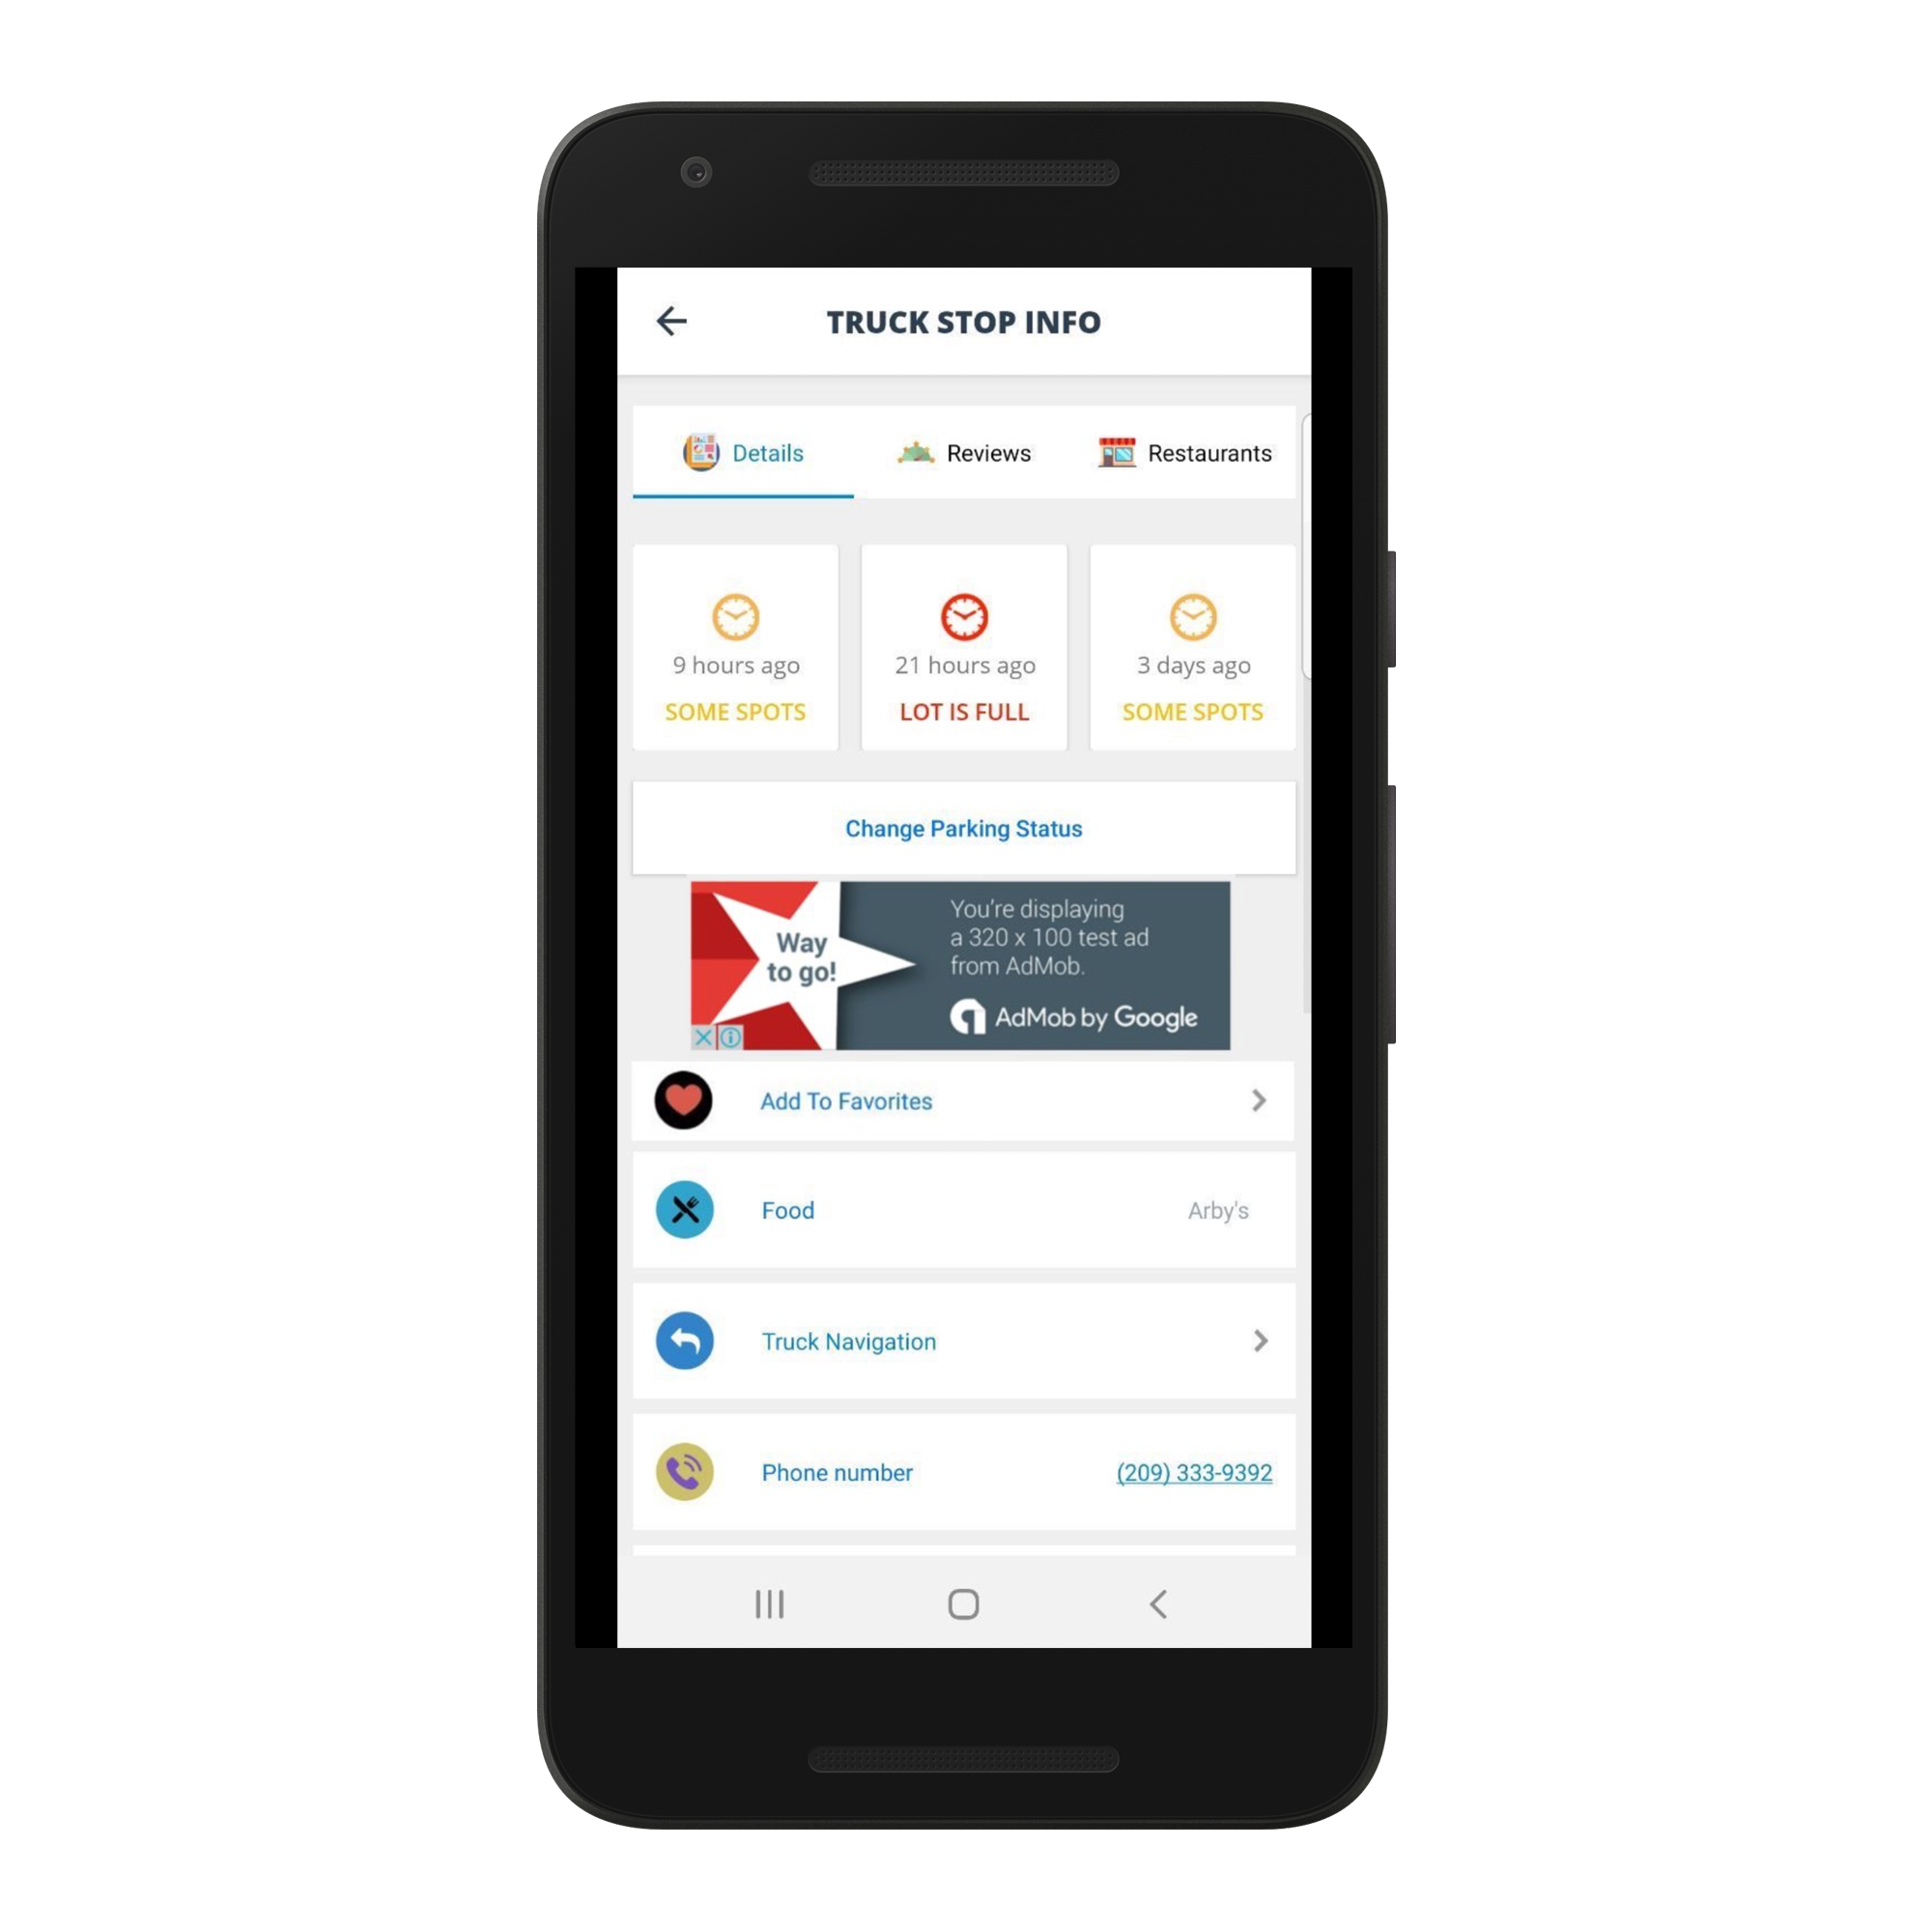 TRUCK STOP INFO
Details
Reviews
Restaurants
9 hours ago
SOME SPOTS
21 hours ago
LOT IS FULL
3 days ago
SOME SPOTS
Change Parking Status
Way
to go!
You're displaying
a 320 x 100 test ad
from AdMob.
AdMob by Google
Add To Favorites
Food
Arby's
Truck Navigation
Phone number
(209) 333-9392